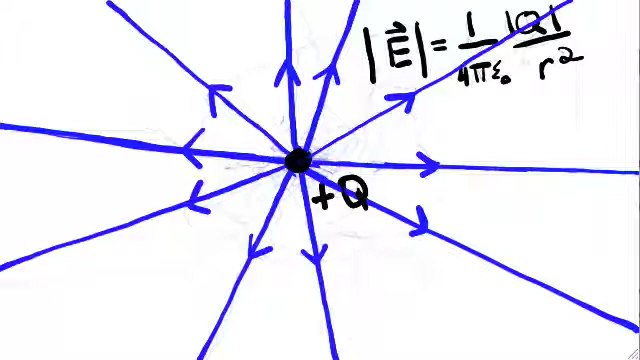 |E⃗| = 1/4πε₀ |Q|/r²
+Q